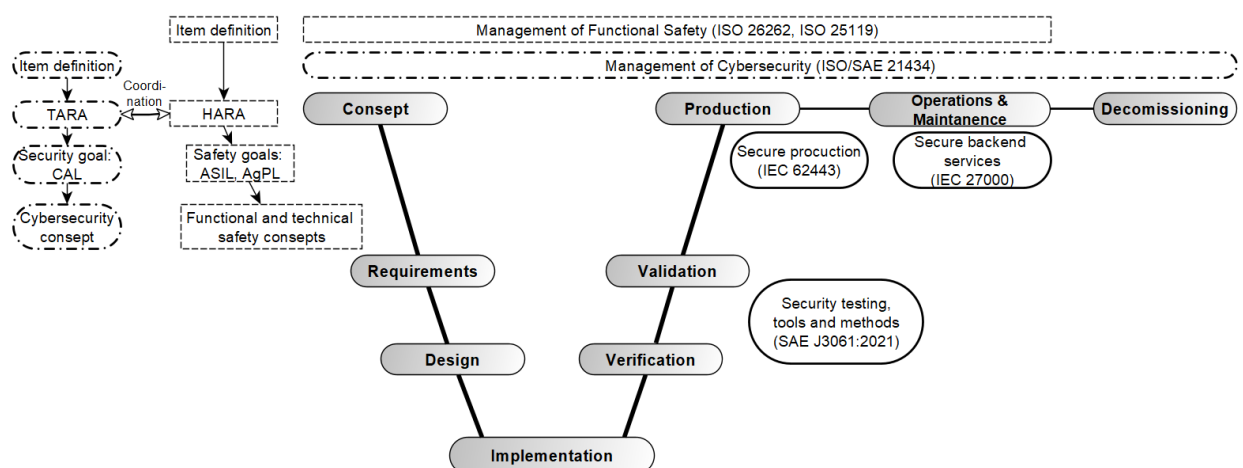 Item definition
Management of Functional Safety (ISO 26262, ISO 25119)
Item definition
Management of Cybersecurity (ISO/SAE 21434)
Coordi-
nation
TARA
HARA
Consept
Production
Operations &
Maintanence
Decomissioning
Security goal:
CAL
Safety goals:
ASIL, AgPL
Secure procuction
(IEC 62443)
Secure backend
services
(IEC 27000)
Cybersecurity
consept
Functional and technical
safety consepts
Requirements
Validation
Security testing,
tools and methods
(SAE J3061:2021)
Design
Verification
Implementation